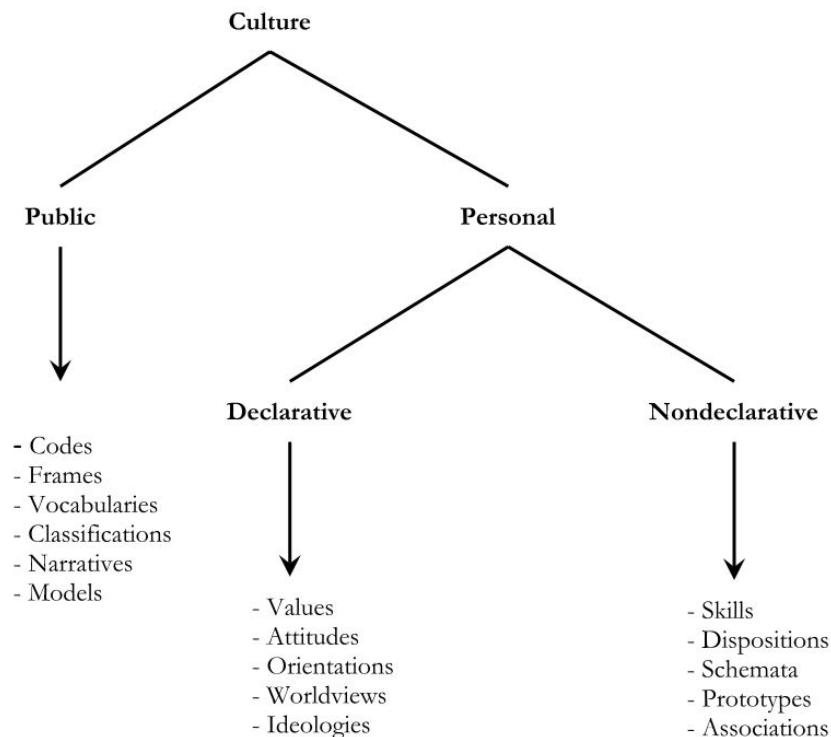 Culture
Public
Personal
Declarative
Nondeclarative
- Codes
- Frames
- Vocabularies
- Classifications
- Narratives
- Models
- Values
- Attitudes
- Orientations
- Worldviews
- Ideologies
- Skills
- Dispositions
- Schemata
- Prototypes
- Associations